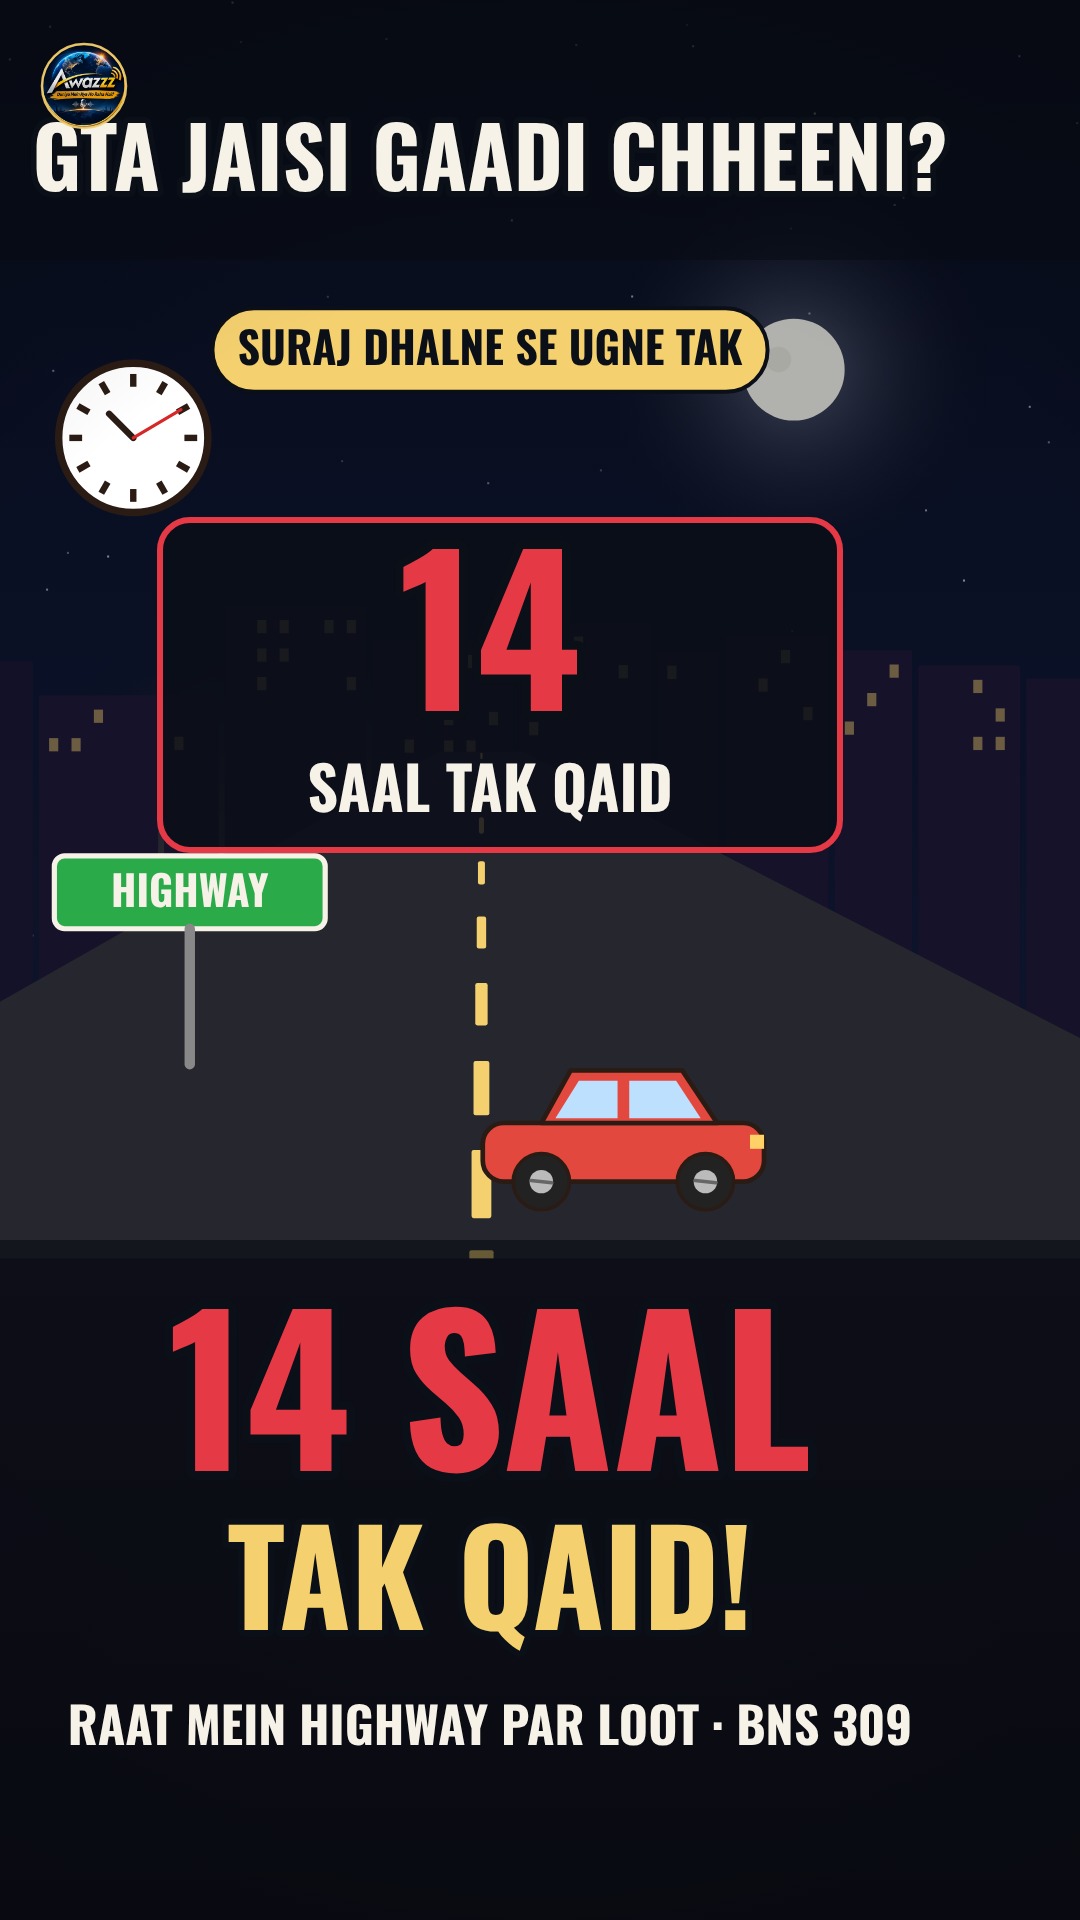 Awazzz
GTA JAISI GAADI CHHEENI?
SURAJ DHALNE SE UGNE TAK
14
SAAL TAK QAID
HIGHWAY
14 SAAL
TAK QAID!
RAAT MEIN HIGHWAY PAR LOOT · BNS 309